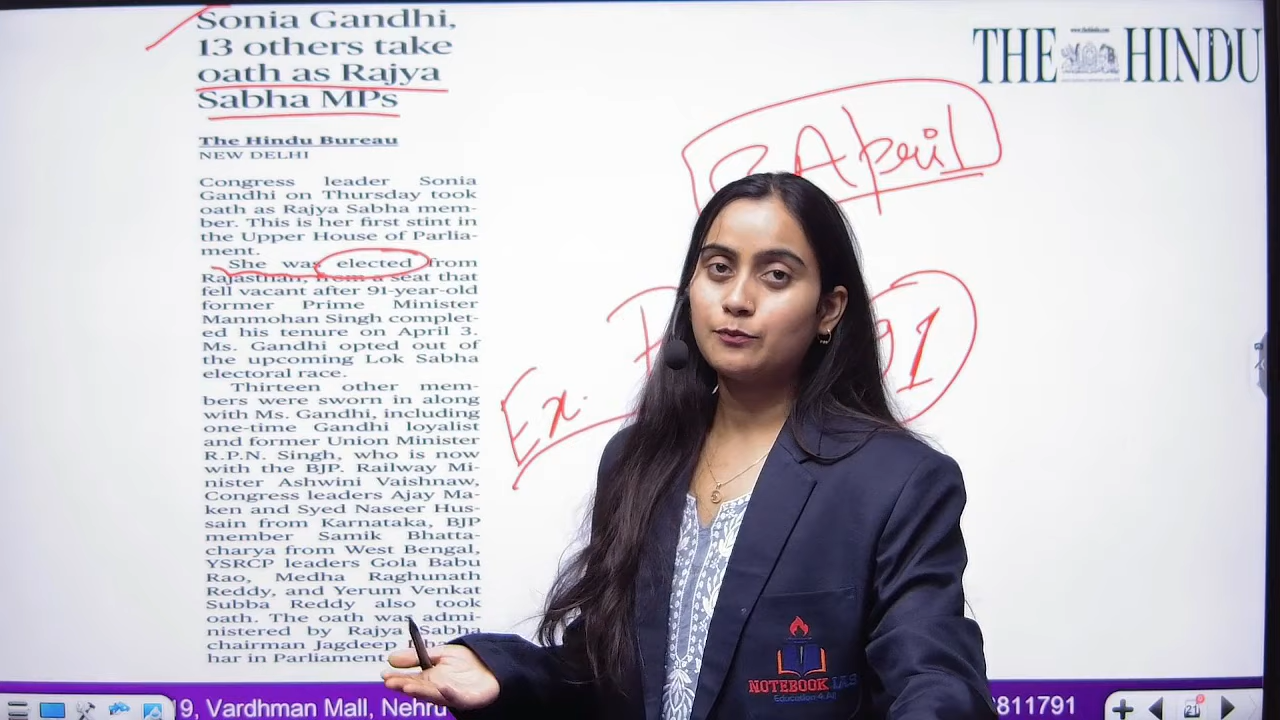 Sonia Gandhi,
13 others take
oath as Rajya
Sabha MPs
The Hindu Bureau
NEW DELHI
Congress leader Sonia
Gandhi on Thursday took
oath as Rajya Sabha mem-
ber. This is her first stint in
the Upper House of Parlia-
ment.
She was elected from
Rajasthan, from a seat that
fell vacant after 91-year-old
former Prime Minister
Manmohan Singh complet-
ed his tenure on April 3.
Ms. Gandhi opted out of
the upcoming Lok Sabha
electoral race.
Thirteen other mem-
bers were sworn in along
with Ms. Gandhi, including
one-time Gandhi loyalist
and former Union Minister
R.P.N. Singh, who is now
with the BJP. Railway Mi-
nister Ashwini Vaishnaw,
Congress leaders Ajay Ma-
ken and Syed Naseer Hus-
sain from Karnataka, BJP
member Samik Bhatta-
charya from West Bengal,
YSRCP leaders Gola Babu
Rao, Medha Raghunath
Reddy, and Yerum Venkat
Subba Reddy also took
oath. The oath was admi-
nistered by Rajya Sabha
chairman Jagdeep
har in Parliament
THE HINDU
April
Ex.
91
NOTEBOOK IAS
Education 4 All
9, Vardhman Mall, Nehru
811791
21